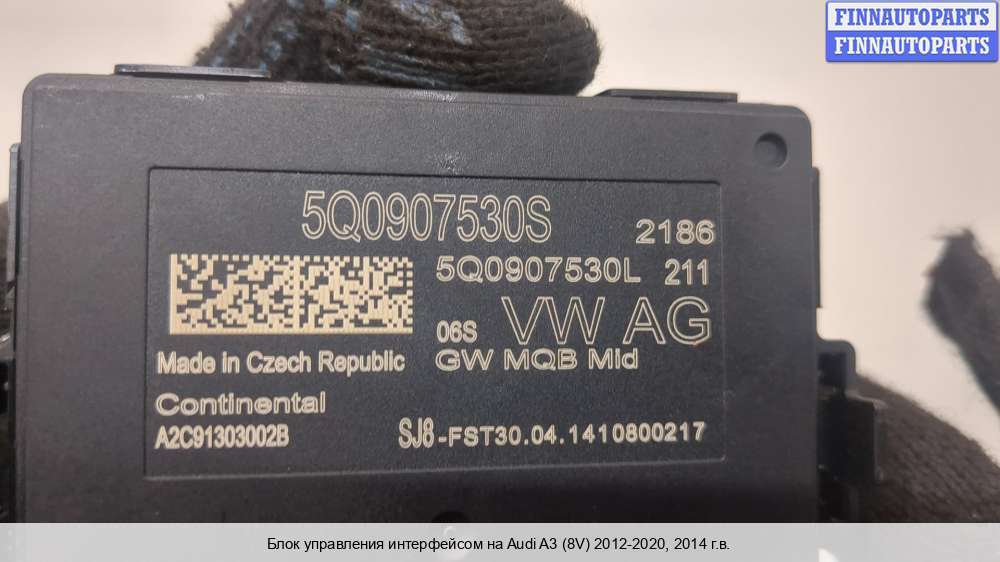 FINNAUTOPARTS
FINNAUTOPARTS
5Q0907530S
2186
5Q0907530L 211
06S VW AG
Made in Czech Republic GW MQB Mid
Continental
A2C91303002B SJ8-FST30.04.1410800217
Блок управления интерфейсом на Audi A3 (8V) 2012-2020, 2014 г.в.